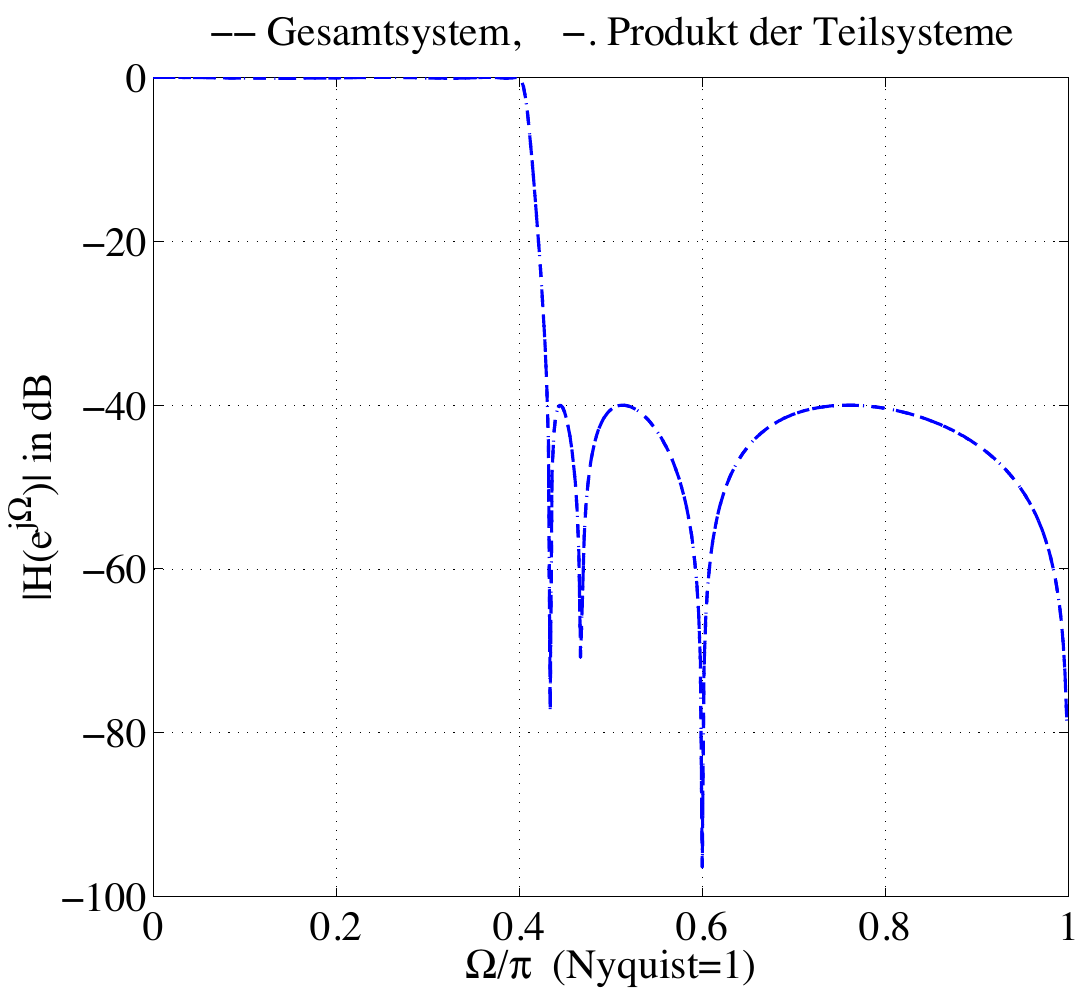 −− Gesamtsystem, −. Produkt der Teilsysteme
0
−20
−40
−60
−80
−100
|H(e^{jΩ})| in dB
0 0.2 0.4 0.6 0.8 1
Ω/π (Nyquist=1)